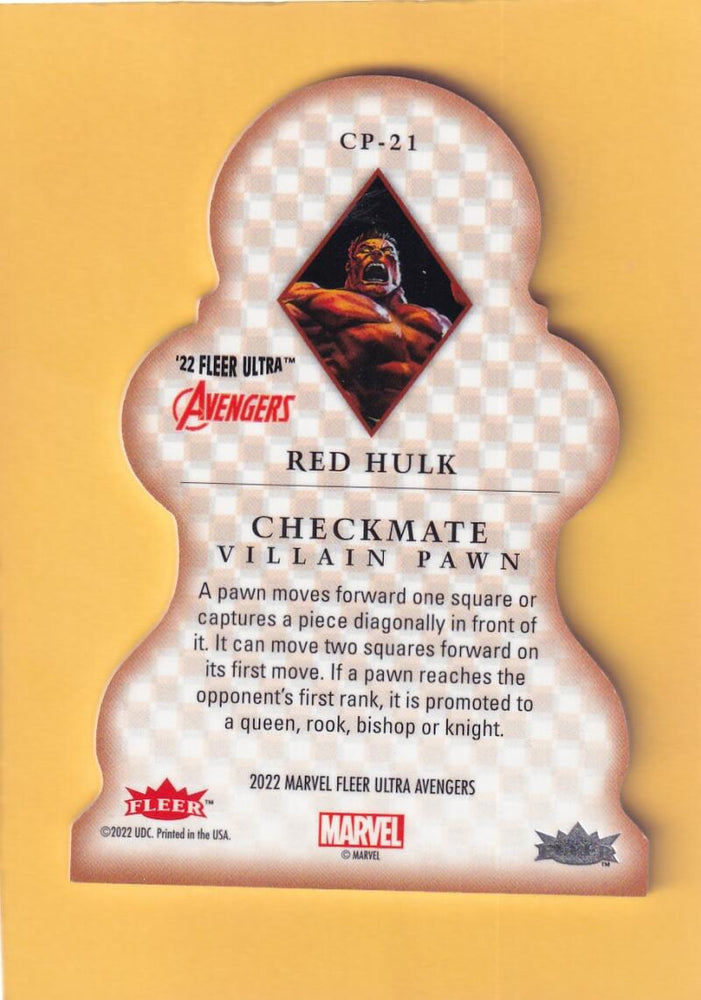 CP-21
'22 FLEER ULTRA™
AVENGERS
RED HULK
CHECKMATE
VILLAIN PAWN
A pawn moves forward one square or
captures a piece diagonally in front of
it. It can move two squares forward on
its first move. If a pawn reaches the
opponent's first rank, it is promoted to
a queen, rook, bishop or knight.
2022 MARVEL FLEER ULTRA AVENGERS
FLEER™
©2022 UDC. Printed in the USA.
MARVEL
© MARVEL
TM